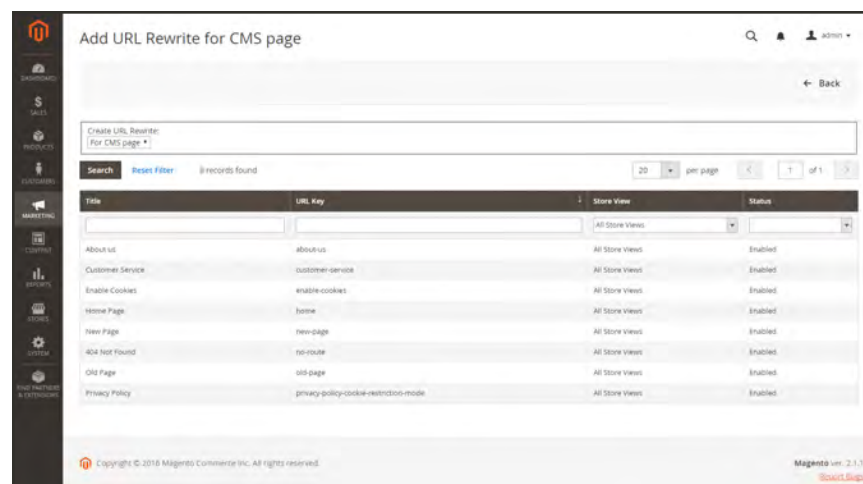 Add URL Rewrite for CMS page
admin
DASHBOARD
← Back
SALES
Create URL Rewrite:
For CMS page
PRODUCTS
Search Reset Filter 8 records found 20 per page 1 of 1
CUSTOMERS
Title URL Key ↓ Store View Status
MARKETING
All Store Views
CONTENT
About us about-us All Store Views Enabled
Customer Service customer-service All Store Views Enabled
REPORTS
Enable Cookies enable-cookies All Store Views Enabled
Home Page home All Store Views Enabled
STORES
New Page new-page All Store Views Enabled
404 Not Found no-route All Store Views Enabled
SYSTEM
Old Page old-page All Store Views Enabled
FIND PARTNERS
& EXTENSIONS
Privacy Policy privacy-policy-cookie-restriction-mode All Store Views Enabled
Copyright © 2016 Magento Commerce Inc. All rights reserved.
Magento ver. 2.1.1
Report Bugs